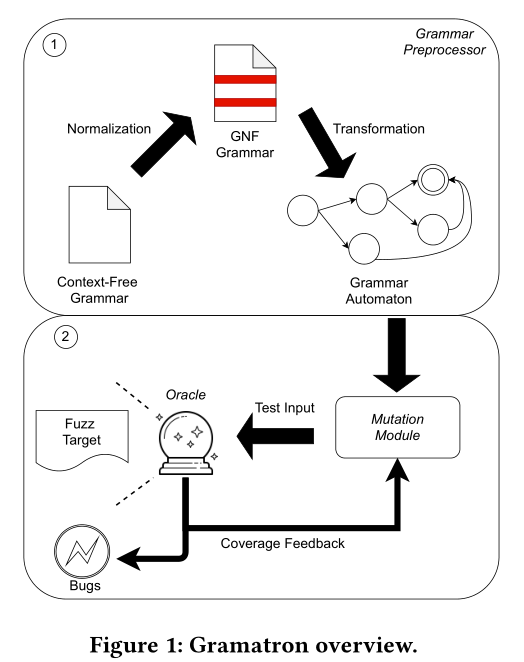 1
Grammar
Preprocessor
Normalization
GNF
Grammar
Transformation
Context-Free
Grammar
Grammar
Automaton
2
Oracle
Fuzz
Target
Test Input
Mutation
Module
Coverage Feedback
Bugs
Figure 1: Gramatron overview.